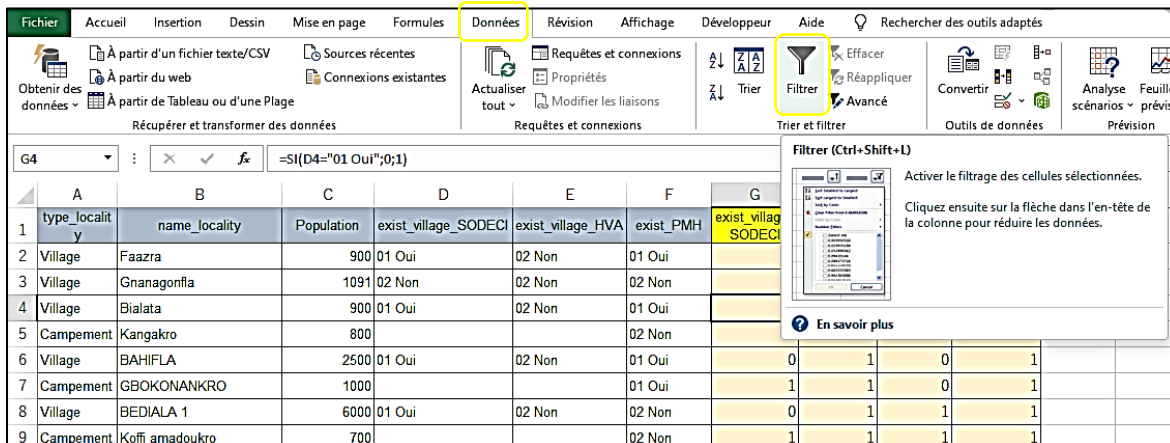 Fichier Accueil Insertion Dessin Mise en page Formules Données Révision Affichage Développeur Aide Rechercher des outils adaptés
Obtenir des données
À partir d'un fichier texte/CSV
À partir du web
À partir de Tableau ou d'une Plage
Sources récentes
Connexions existantes
Récupérer et transformer des données
Actualiser tout
Requêtes et connexions
Propriétés
Modifier les liaisons
Requêtes et connexions
Trier
Filtrer
Effacer
Réappliquer
Avancé
Trier et filtrer
Convertir
Outils de données
Analyse scénarios
Feuill
prévis
Prévision
G4 fx =SI(D4="01 Oui";0;1)
Filtrer (Ctrl+Shift+L)
Activer le filtrage des cellules sélectionnées.
Cliquez ensuite sur la flèche dans l'en-tête de
la colonne pour réduire les données.
En savoir plus
A B C D E F G
1 type_locality name_locality Population exist_village_SODECI exist_village_HVA exist_PMH exist_villag SODECI
2 Village Faazra 900 01 Oui 02 Non 01 Oui
3 Village Gnanagonfla 1091 02 Non 02 Non 01 Oui
4 Village Bialata 900 01 Oui 02 Non 01 Oui
5 Campement Kangakro 800 02 Non
6 Village BAHIFLA 2500 01 Oui 02 Non 01 Oui 0 1 0 1
7 Campement GBOKONANKRO 1000 01 Oui 1 1 0 1
8 Village BEDIALA 1 6000 01 Oui 02 Non 02 Non 0 1 1 1
9 Campement Koffi amadoukro 700 02 Non 1 1 1 1